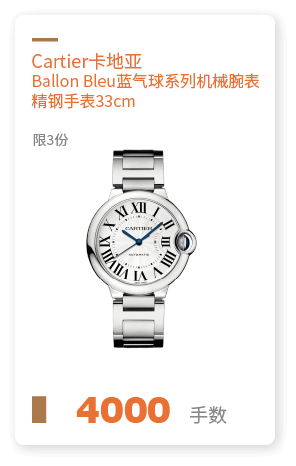 Cartier卡地亚
Ballon Bleu蓝气球系列机械腕表
精钢手表33cm
限3份
CARTIER
AUTOMATIC
4000 手数